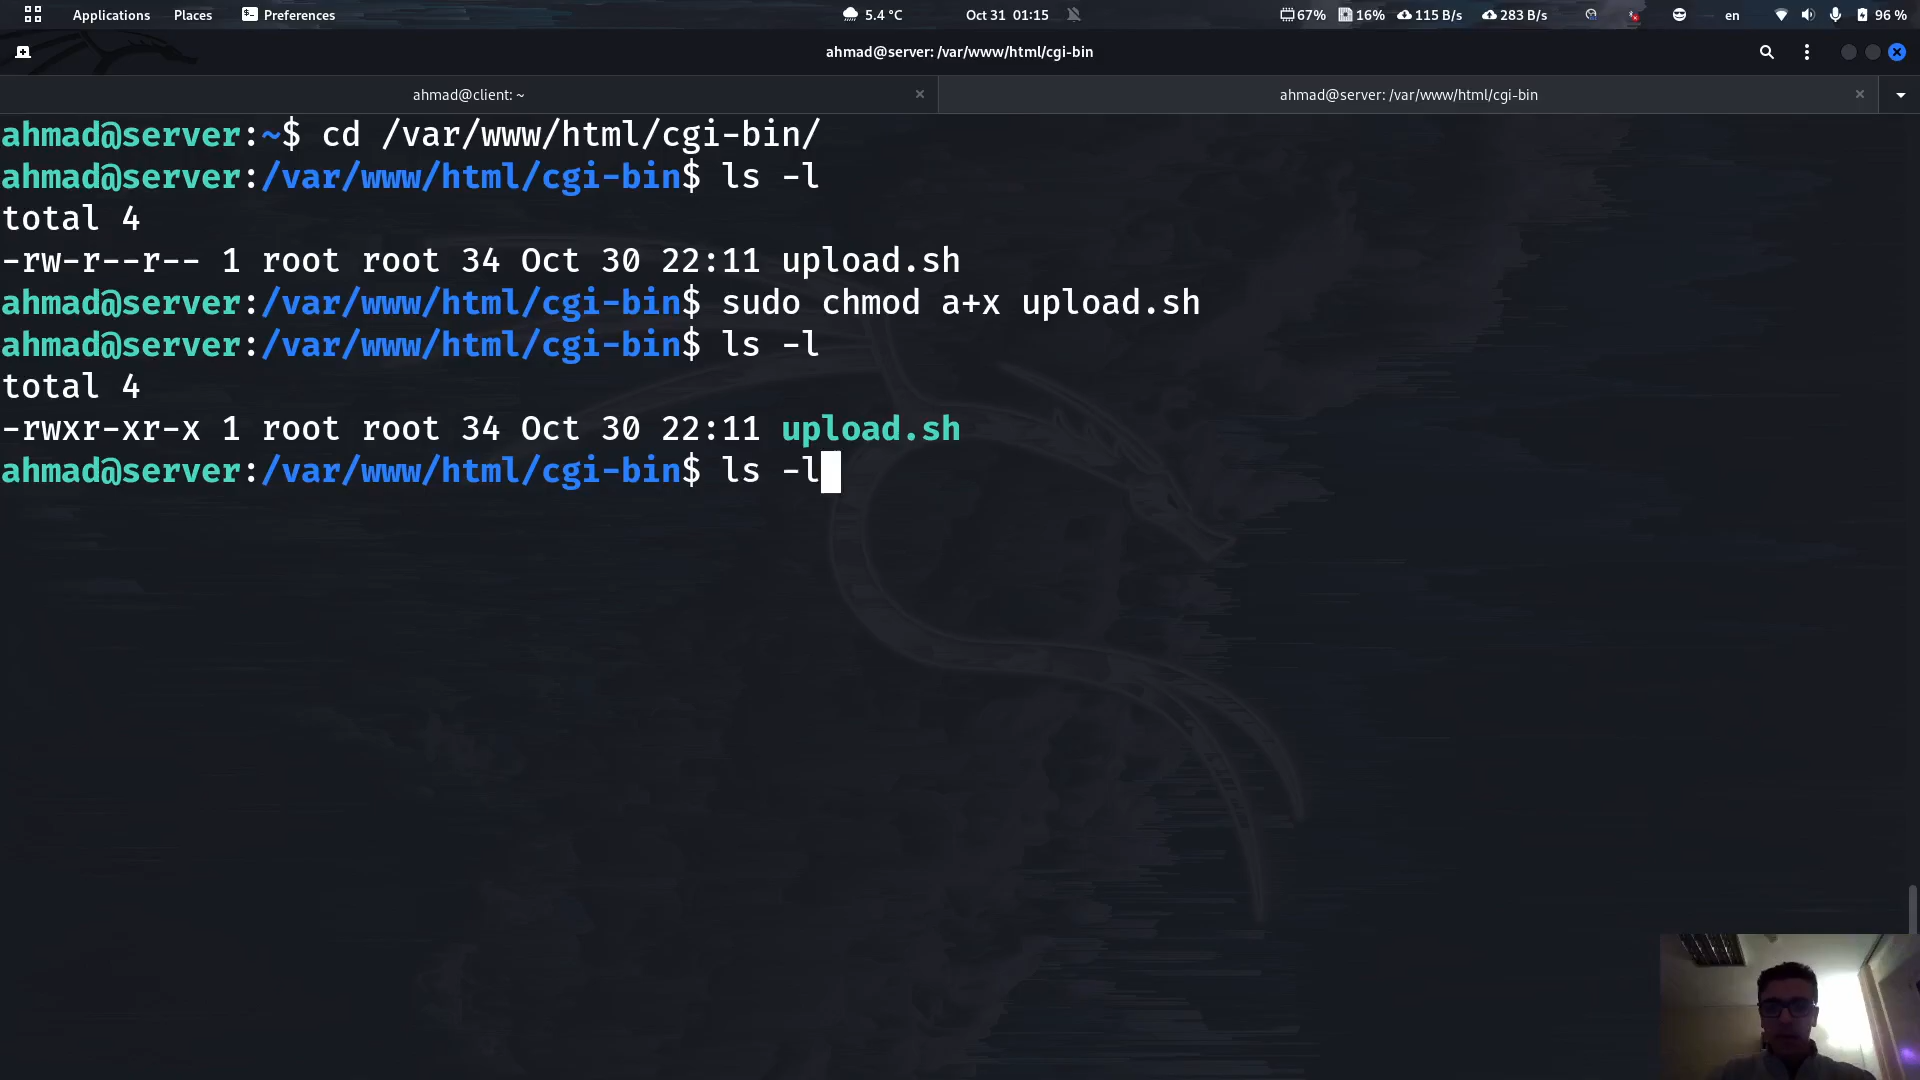 Applications Places Preferences 5.4 °C Oct 31 01:15 67% 16% 115 B/s 283 B/s en 96 %
ahmad@server: /var/www/html/cgi-bin
ahmad@client: ~ ahmad@server: /var/www/html/cgi-bin
ahmad@server:~$ cd /var/www/html/cgi-bin/
ahmad@server:/var/www/html/cgi-bin$ ls -l
total 4
-rw-r--r-- 1 root root 34 Oct 30 22:11 upload.sh
ahmad@server:/var/www/html/cgi-bin$ sudo chmod a+x upload.sh
ahmad@server:/var/www/html/cgi-bin$ ls -l
total 4
-rwxr-xr-x 1 root root 34 Oct 30 22:11 upload.sh
ahmad@server:/var/www/html/cgi-bin$ ls -l